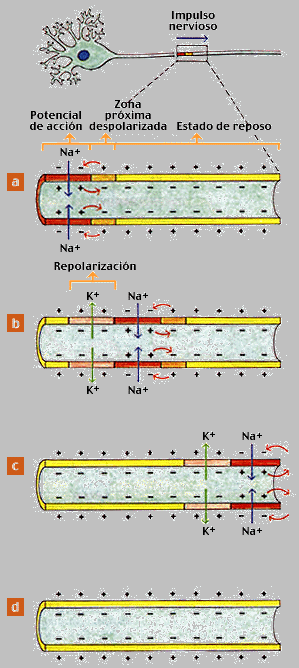 Impulso
nervioso
Potencial
de acción
Zona
próxima
despolarizada
Estado de reposo
Na+
a
Na+
Repolarización
K+
Na+
b
K+
Na+
K+
Na+
c
K+
Na+
d